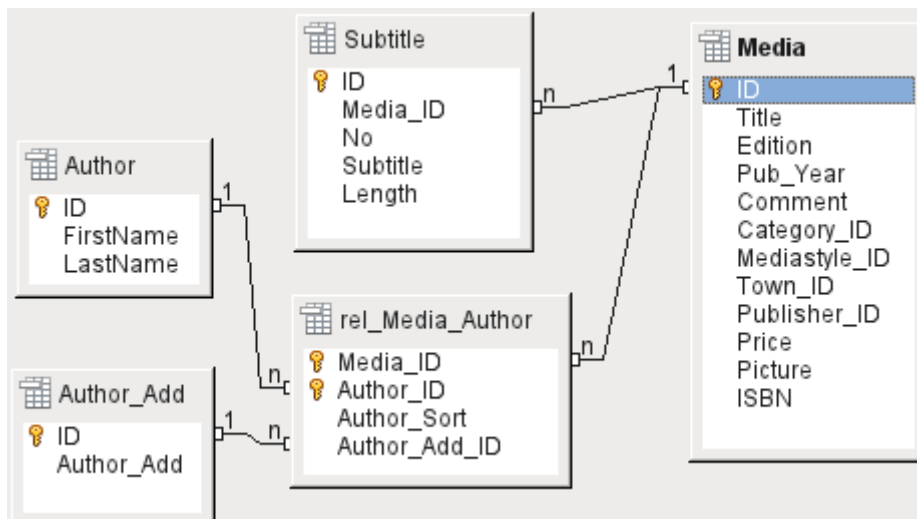 Subtitle
ID
Media_ID
No
Subtitle
Length
n
1
Media
ID
Title
Edition
Pub_Year
Comment
Category_ID
Mediastyle_ID
Town_ID
Publisher_ID
Price
Picture
ISBN
Author
ID
FirstName
LastName
1
n
rel_Media_Author
Media_ID
Author_ID
Author_Sort
Author_Add_ID
n
Author_Add
ID
Author_Add
1
n